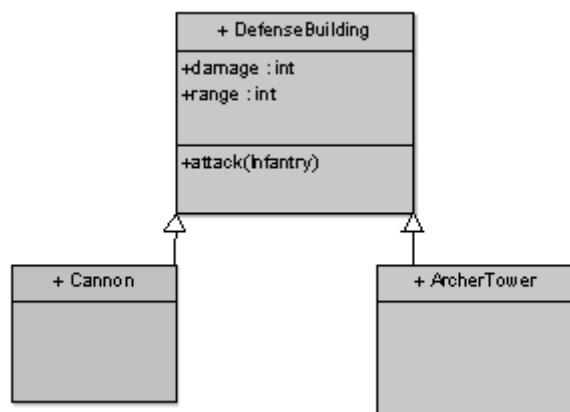 + DefenseBuilding
+damage : int
+range : int
+attack(Infantry)
+ Cannon
+ ArcherTower